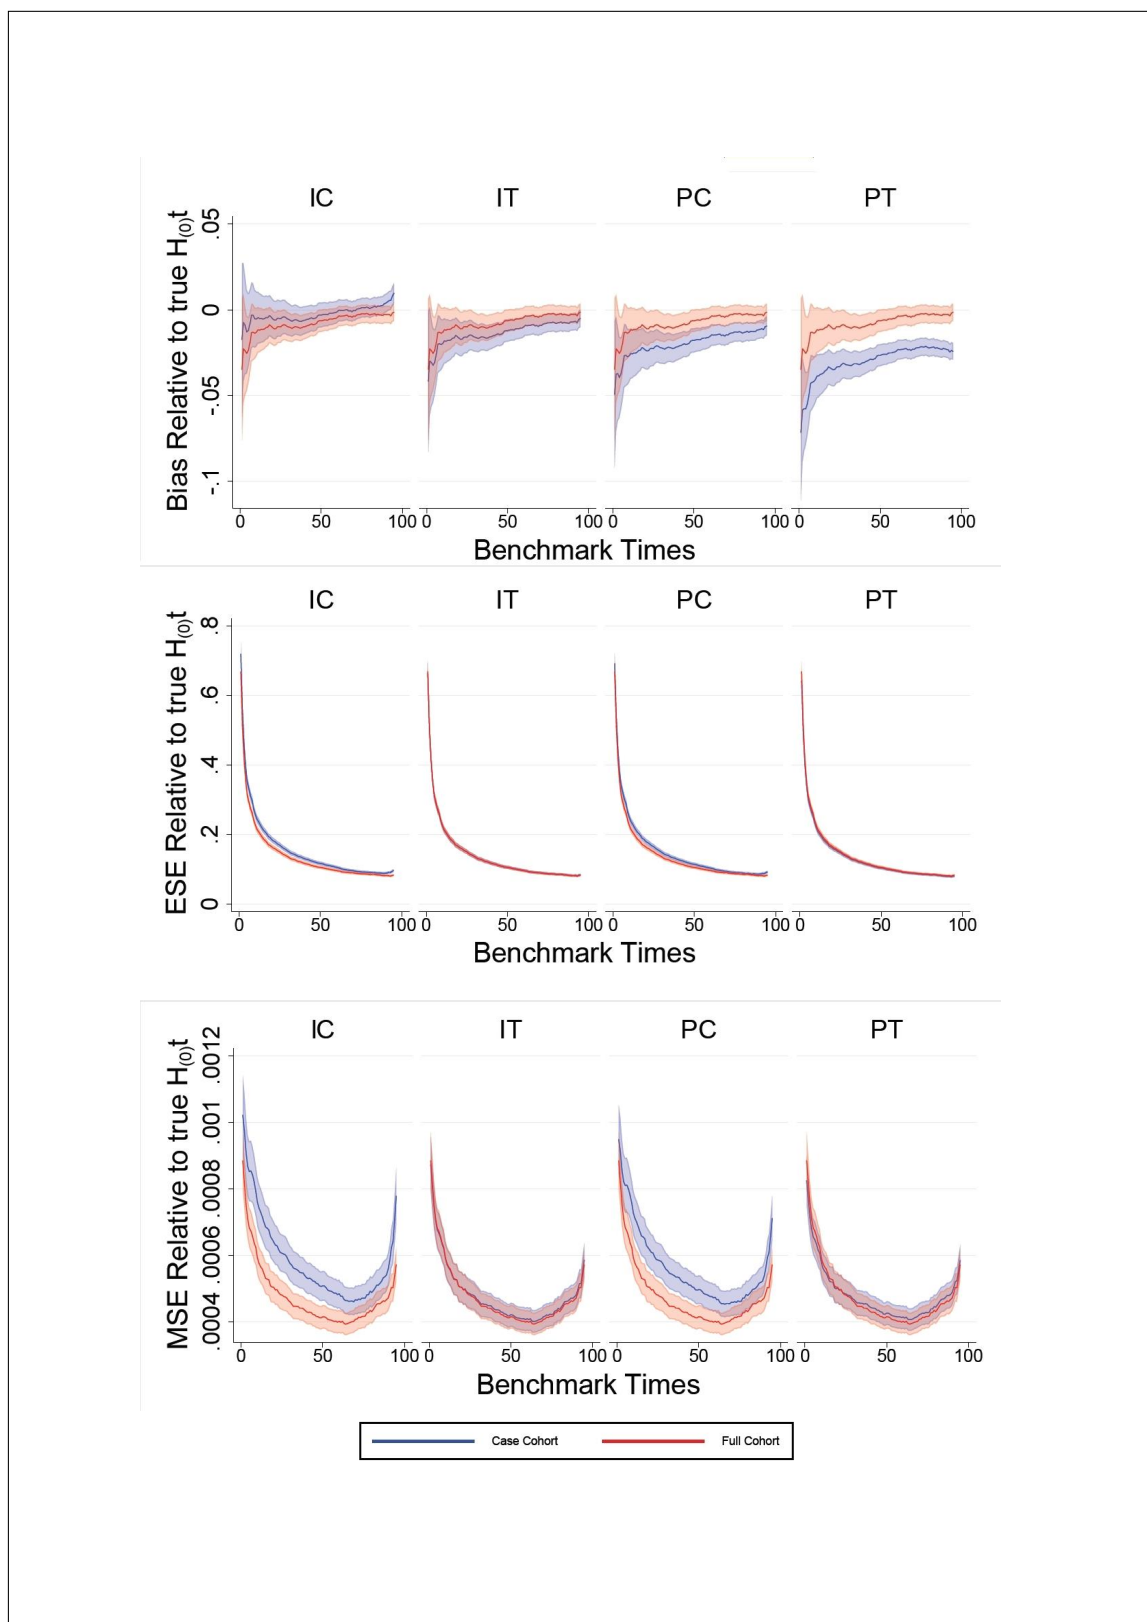 IC IT PC PT
Bias Relative to true H(0)t
.05
0
-.05
-.1
0 50 100 0 50 100 0 50 100 0 50 100
Benchmark Times
IC IT PC PT
ESE Relative to true H(0)t
.8
.6
.4
.2
0
0 50 100 0 50 100 0 50 100 0 50 100
Benchmark Times
IC IT PC PT
MSE Relative to true H(0)t
.0012
.001
.0008
.0006
.0004
0 50 100 0 50 100 0 50 100 0 50 100
Benchmark Times
Case Cohort Full Cohort